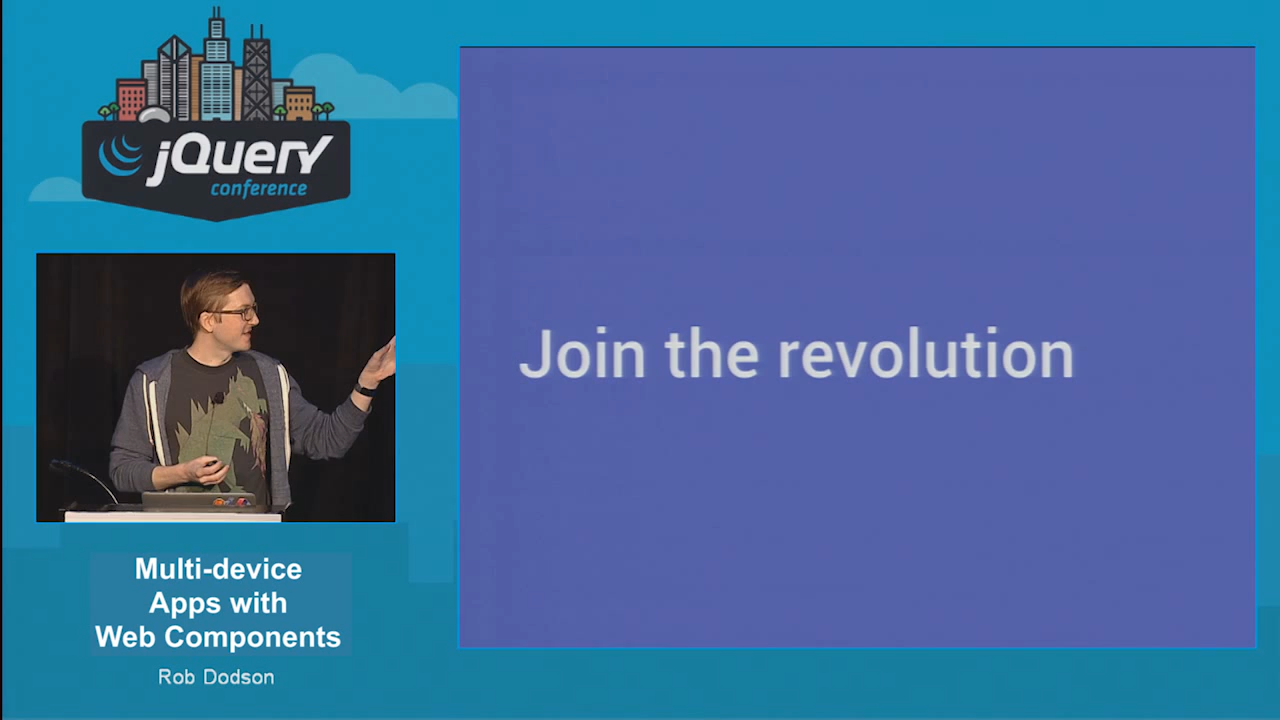 jQuery
conference
Join the revolution
Multi-device
Apps with
Web Components
Rob Dodson